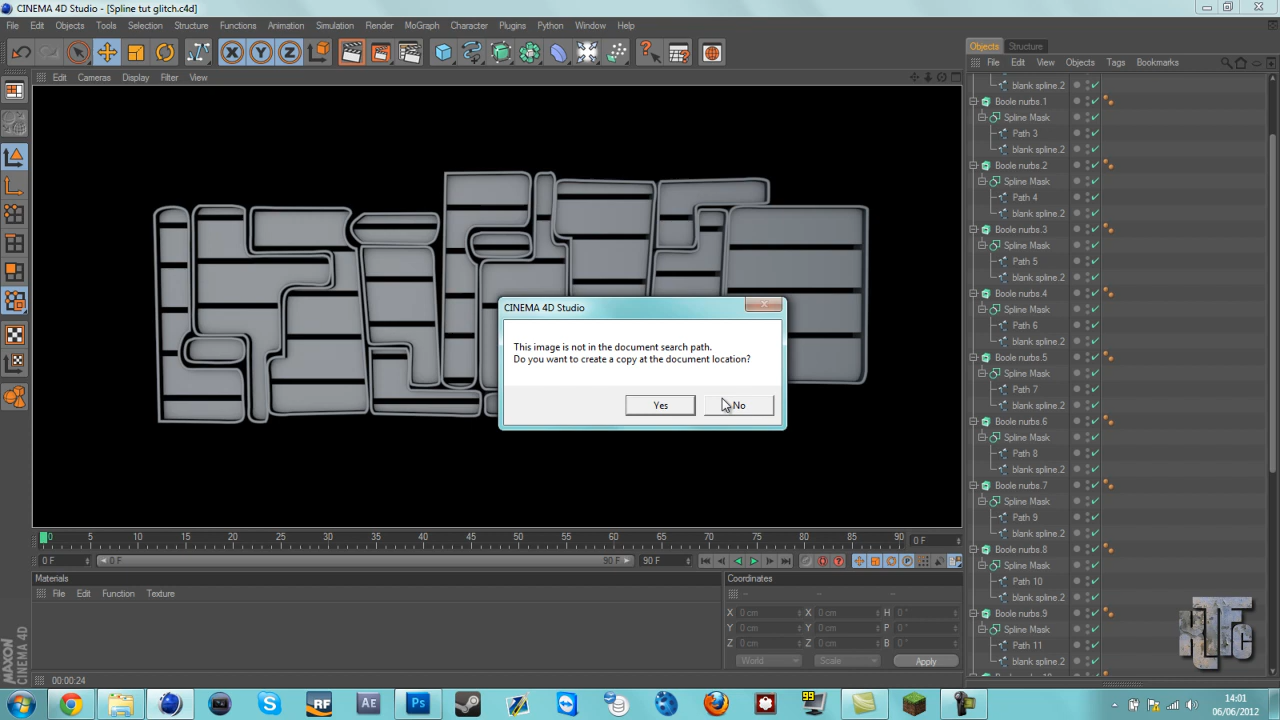 CINEMA 4D Studio - [Spline tut glitch.c4d]
File Edit Objects Tools Selection Structure Functions Animation Simulation Render MoGraph Character Plugins Python Window Help
Objects Structure
File Edit View Objects Tags Bookmarks
Edit Cameras Display Filter View
blank spline.2
Boole nurbs.1
Spline Mask
Path 3
blank spline.2
Boole nurbs.2
Spline Mask
Path 4
blank spline.2
Boole nurbs.3
Spline Mask
Path 5
blank spline.2
Boole nurbs.4
Spline Mask
Path 6
blank spline.2
Boole nurbs.5
Spline Mask
Path 7
blank spline.2
Boole nurbs.6
Spline Mask
Path 8
blank spline.2
Boole nurbs.7
Spline Mask
Path 9
blank spline.2
Boole nurbs.8
Spline Mask
Path 10
blank spline.2
Boole nurbs.9
Spline Mask
Path 11
blank spline.2
CINEMA 4D Studio
This image is not in the document search path.
Do you want to create a copy at the document location?
Yes No
0 5 10 15 20 25 30 35 40 45 50 55 60 65 70 75 80 85 90 0 F
0 F 0 F 90 F 90 F
Materials
File Edit Function Texture
Coordinates
X 0 cm X 0 cm H 0 °
Y 0 cm Y 0 cm P 0 °
Z 0 cm Z 0 cm B 0 °
World Scale Apply
MAXON
CINEMA 4D
00:00:24
RF Ae Ps 99
14:01
06/06/2012